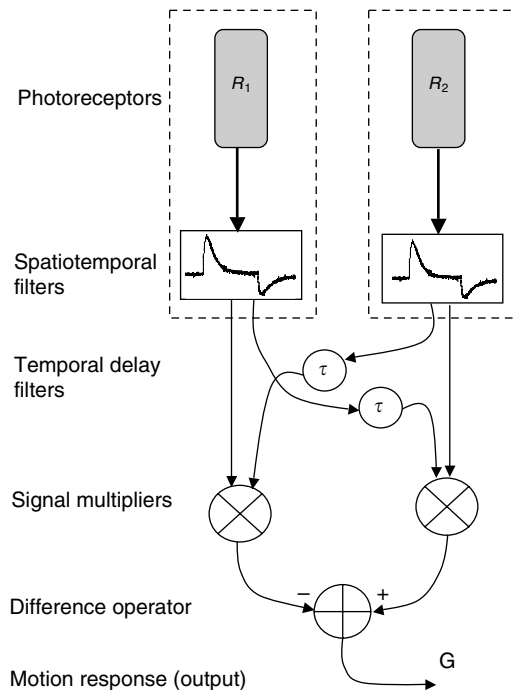 Photoreceptors
R1
R2
Spatiotemporal
filters
Temporal delay
filters
τ
τ
Signal multipliers
Difference operator
−
+
Motion response (output)
G